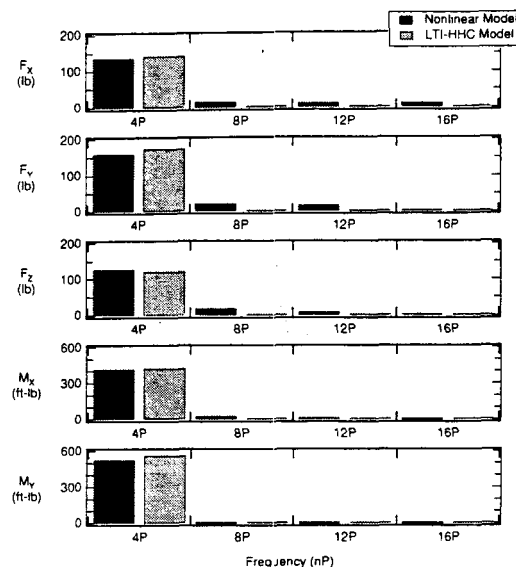 Nonlinear Model
LTI-HHC Model
200
100
0
F_X
(lb)
4P 8P 12P 16P
200
100
0
F_Y
(lb)
4P 8P 12P 16P
200
100
0
F_Z
(lb)
4P 8P 12P 16P
600
300
0
M_X
(ft-lb)
4P 8P 12P 16P
600
300
0
M_Y
(ft-lb)
4P 8P 12P 16P
Frequency (nP)